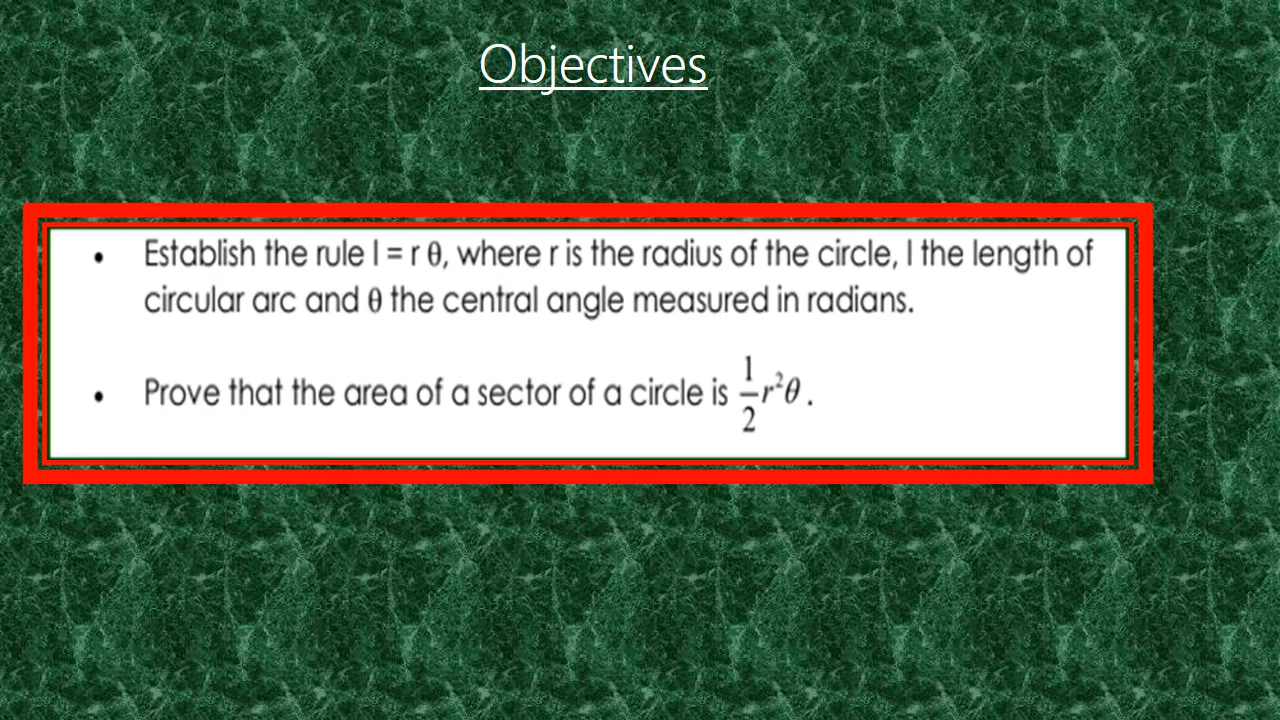 Objectives
• Establish the rule l = r θ, where r is the radius of the circle, l the length of
circular arc and θ the central angle measured in radians.
• Prove that the area of a sector of a circle is 1/2 r²θ.